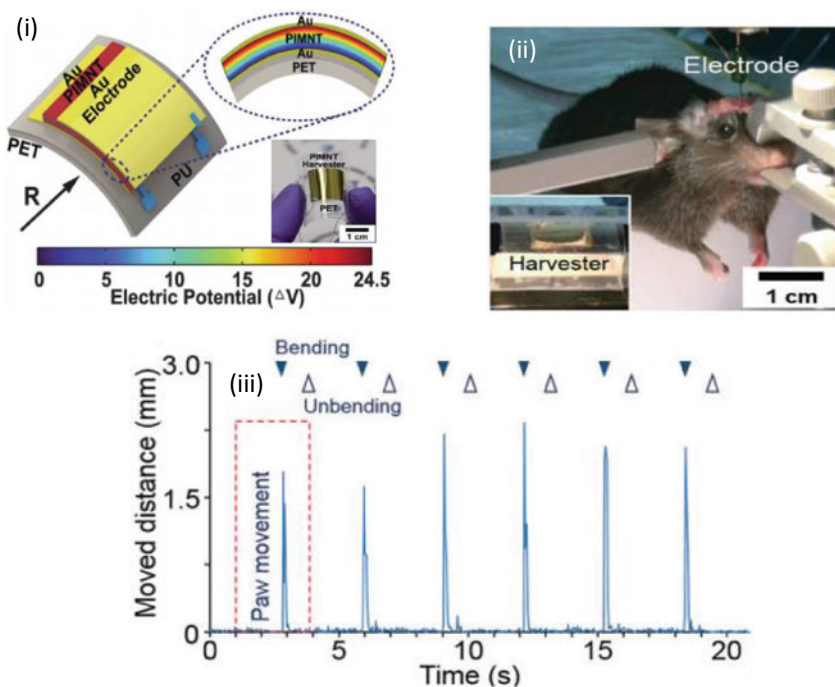 (i)
Au
PIMNT
Au
PET
Au
PIMNT
Au
Eloctrode
PET
PU
R
PIMNT
Harvester
PET
1 cm
0 5 10 15 20 24.5
Electric Potential (△V)
(ii)
Electrode
Harvester
1 cm
(iii)
Bending
Unbending
Paw movement
Moved distance (mm)
3.0
1.5
0
0 5 10 15 20
Time (s)